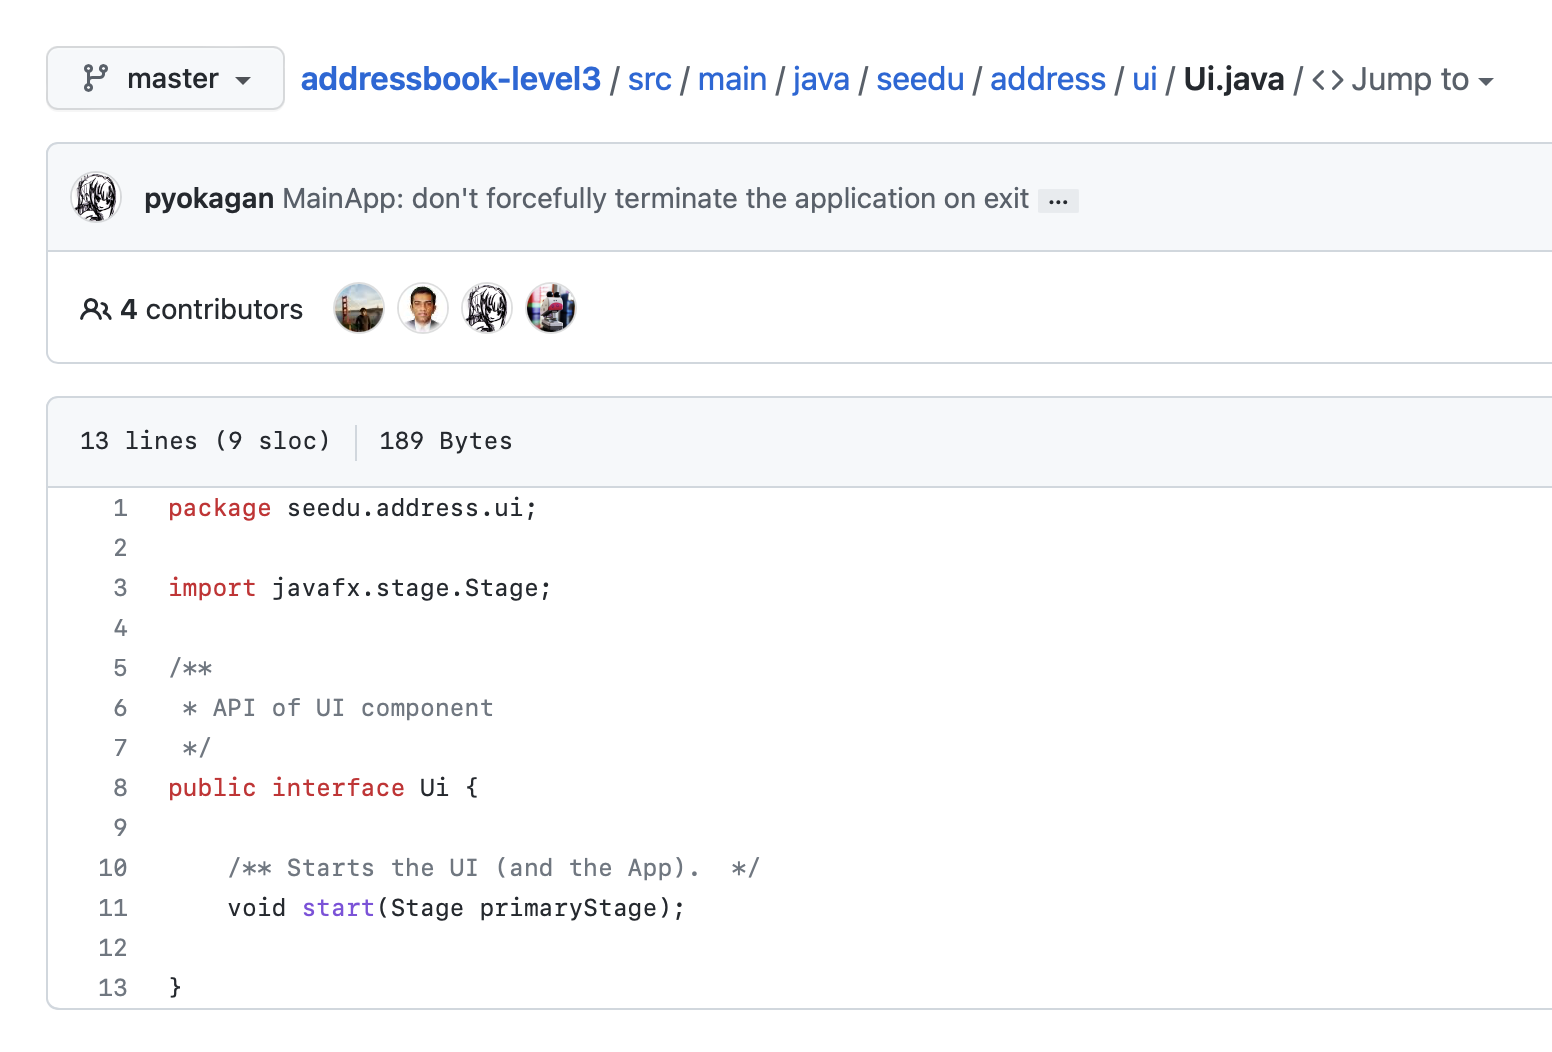 master addressbook-level3 / src / main / java / seedu / address / ui / Ui.java / <> Jump to
pyokagan MainApp: don't forcefully terminate the application on exit ...
4 contributors
13 lines (9 sloc) 189 Bytes
1 package seedu.address.ui;
2
3 import javafx.stage.Stage;
4
5 /**
6  * API of UI component
7  */
8 public interface Ui {
9
10     /** Starts the UI (and the App).  */
11     void start(Stage primaryStage);
12
13 }